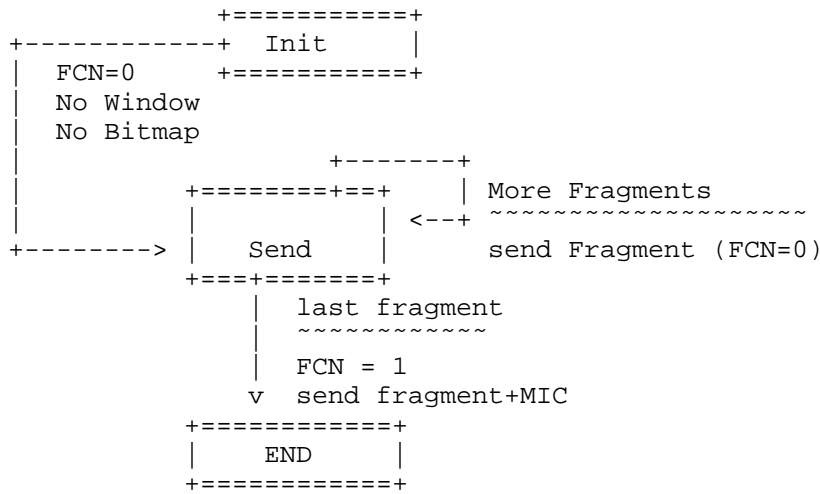 Init
FCN=0
No Window
No Bitmap
More Fragments
~~~~~~~~~~~~~~~~~~~~
Send
send Fragment (FCN=0)
last fragment
~~~~~~~~~~~~
FCN = 1
send fragment+MIC
END